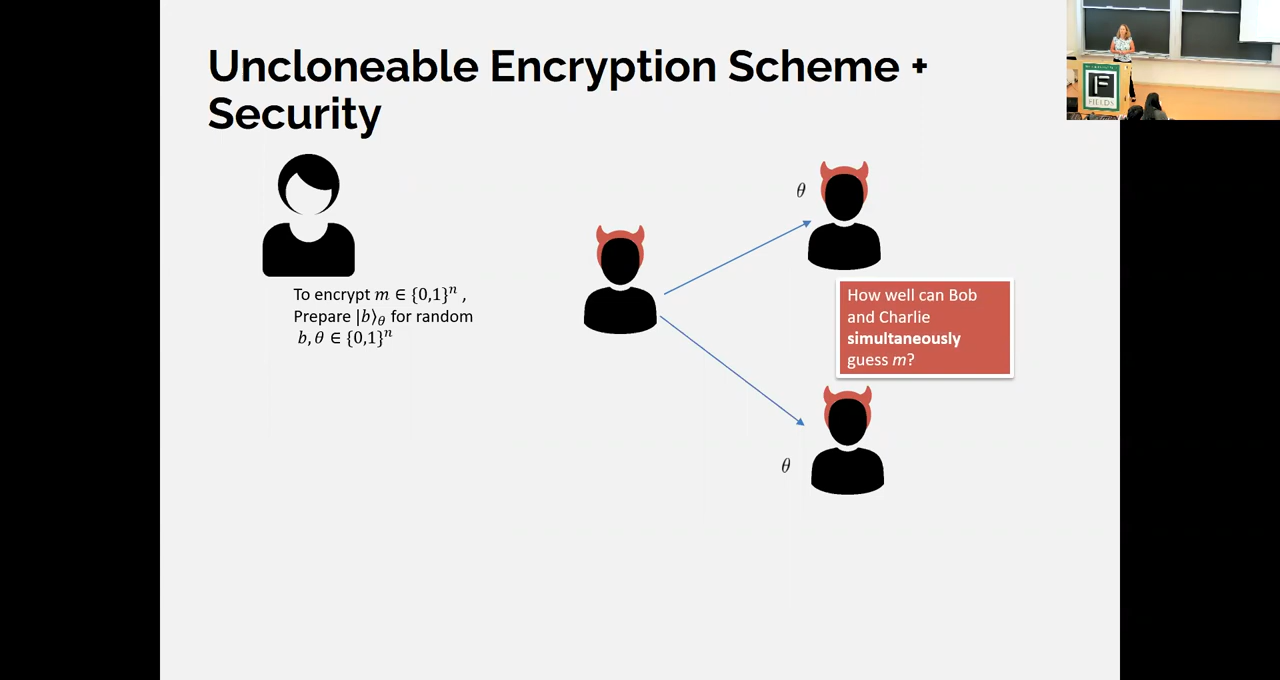 Uncloneable Encryption Scheme +
Security
To encrypt 𝑚 ∈ {0,1}ⁿ ,
Prepare |𝑏⟩_θ for random
𝑏, θ ∈ {0,1}ⁿ
θ
How well can Bob
and Charlie
simultaneously
guess m?
θ
F
FIELDS